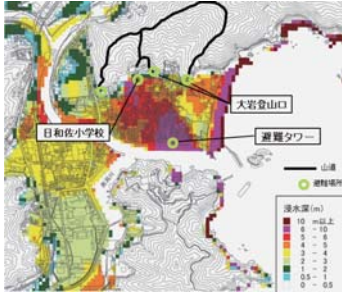 大岩登山口
日和佐小学校
避難タワー
山道
避難場所
浸水深(m)
10 m以上
6 - 10
5 - 6
4 - 5
3 - 4
2 - 3
1 - 2
0.5 - 1
0 - 0.5